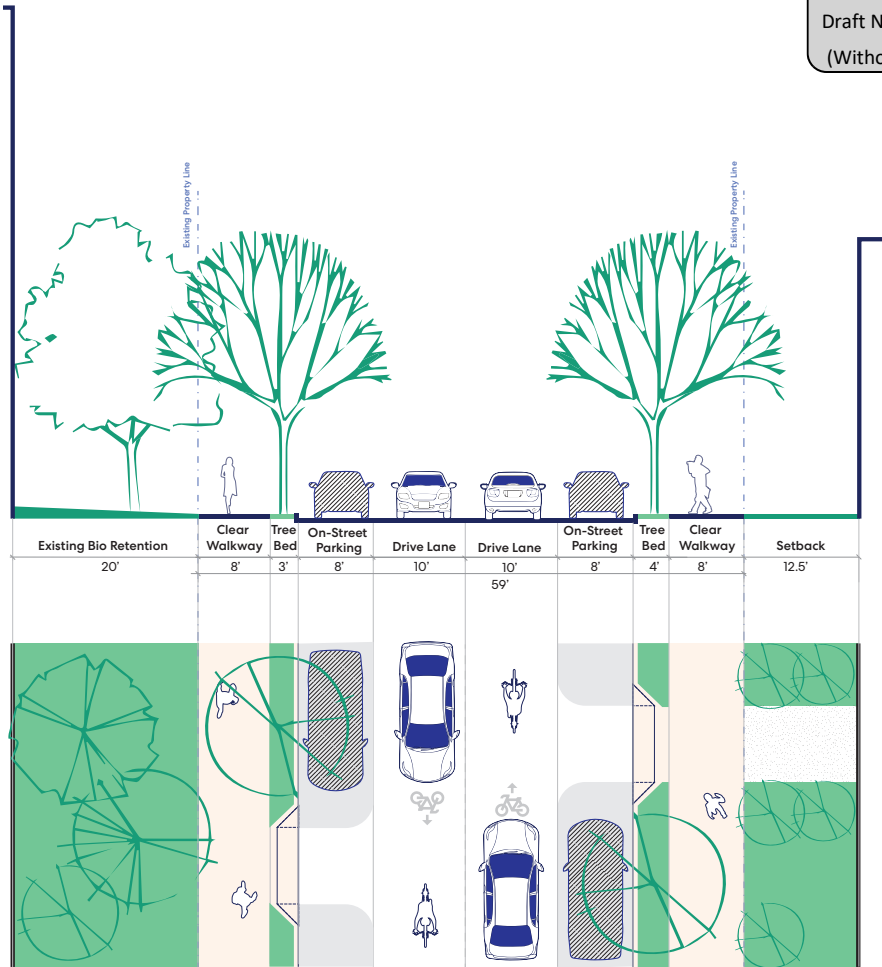 Draft N
(Witho
Existing Property Line
Existing Property Line
Existing Bio Retention
Clear
Walkway
Tree
Bed
On-Street
Parking
Drive Lane
Drive Lane
On-Street
Parking
Tree
Bed
Clear
Walkway
Setback
20’
8’
3’
8’
10’
10’
8’
4’
8’
12.5’
59’